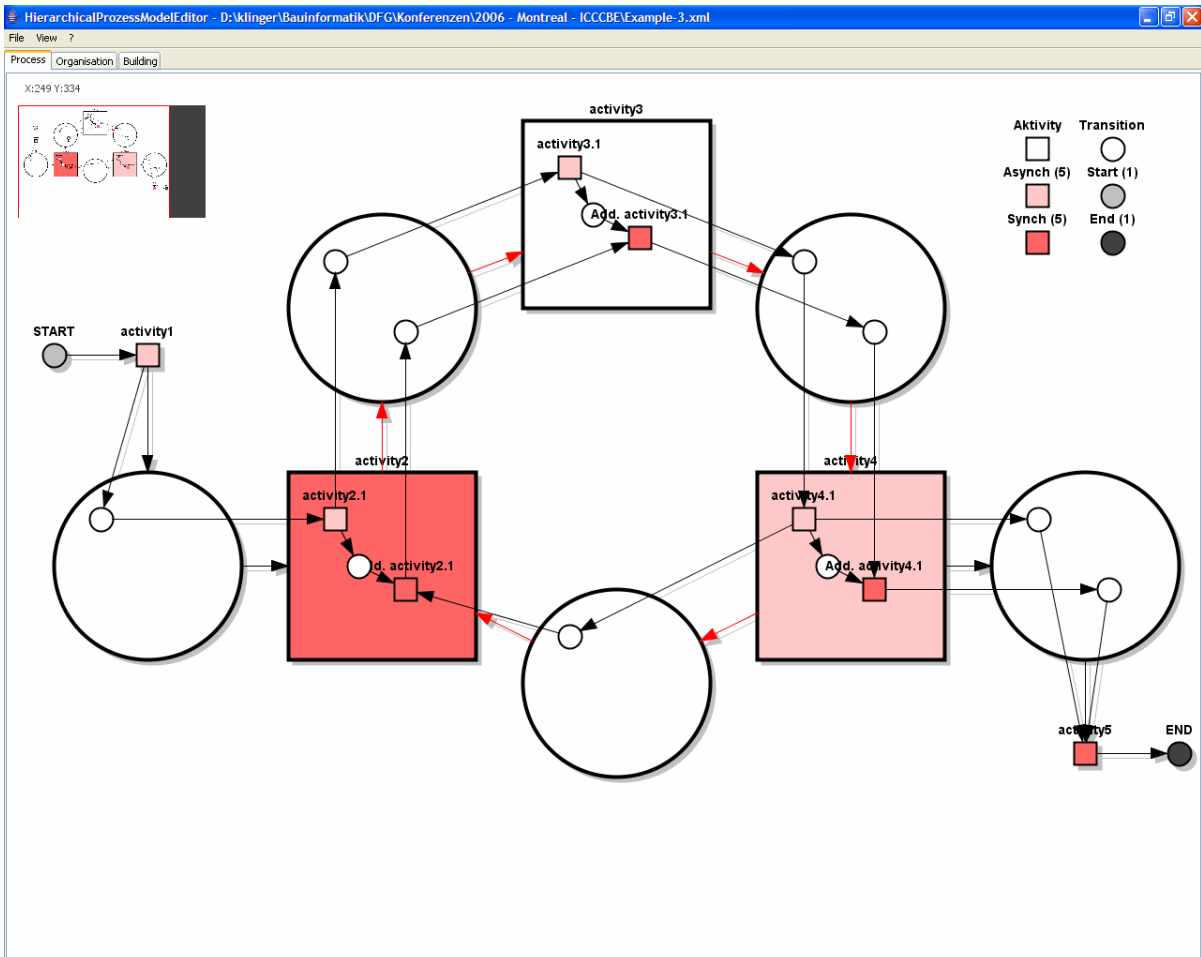 HierarchicalProzessModelEditor - D:\klinger\Bauinformatik\DFG\Konferenzen\2006 - Montreal - ICCCBE\Example-3.xml
File View ?
Process Organisation Building
X:249 Y:334
activity3
Aktivity Transition
activity3.1
Asynch (5) Start (1)
Add. activity3.1
Synch (5) End (1)
START
activity1
activity2
activity4
activity2.1
activity4.1
d. activity2.1
Add. activity4.1
activity5
END